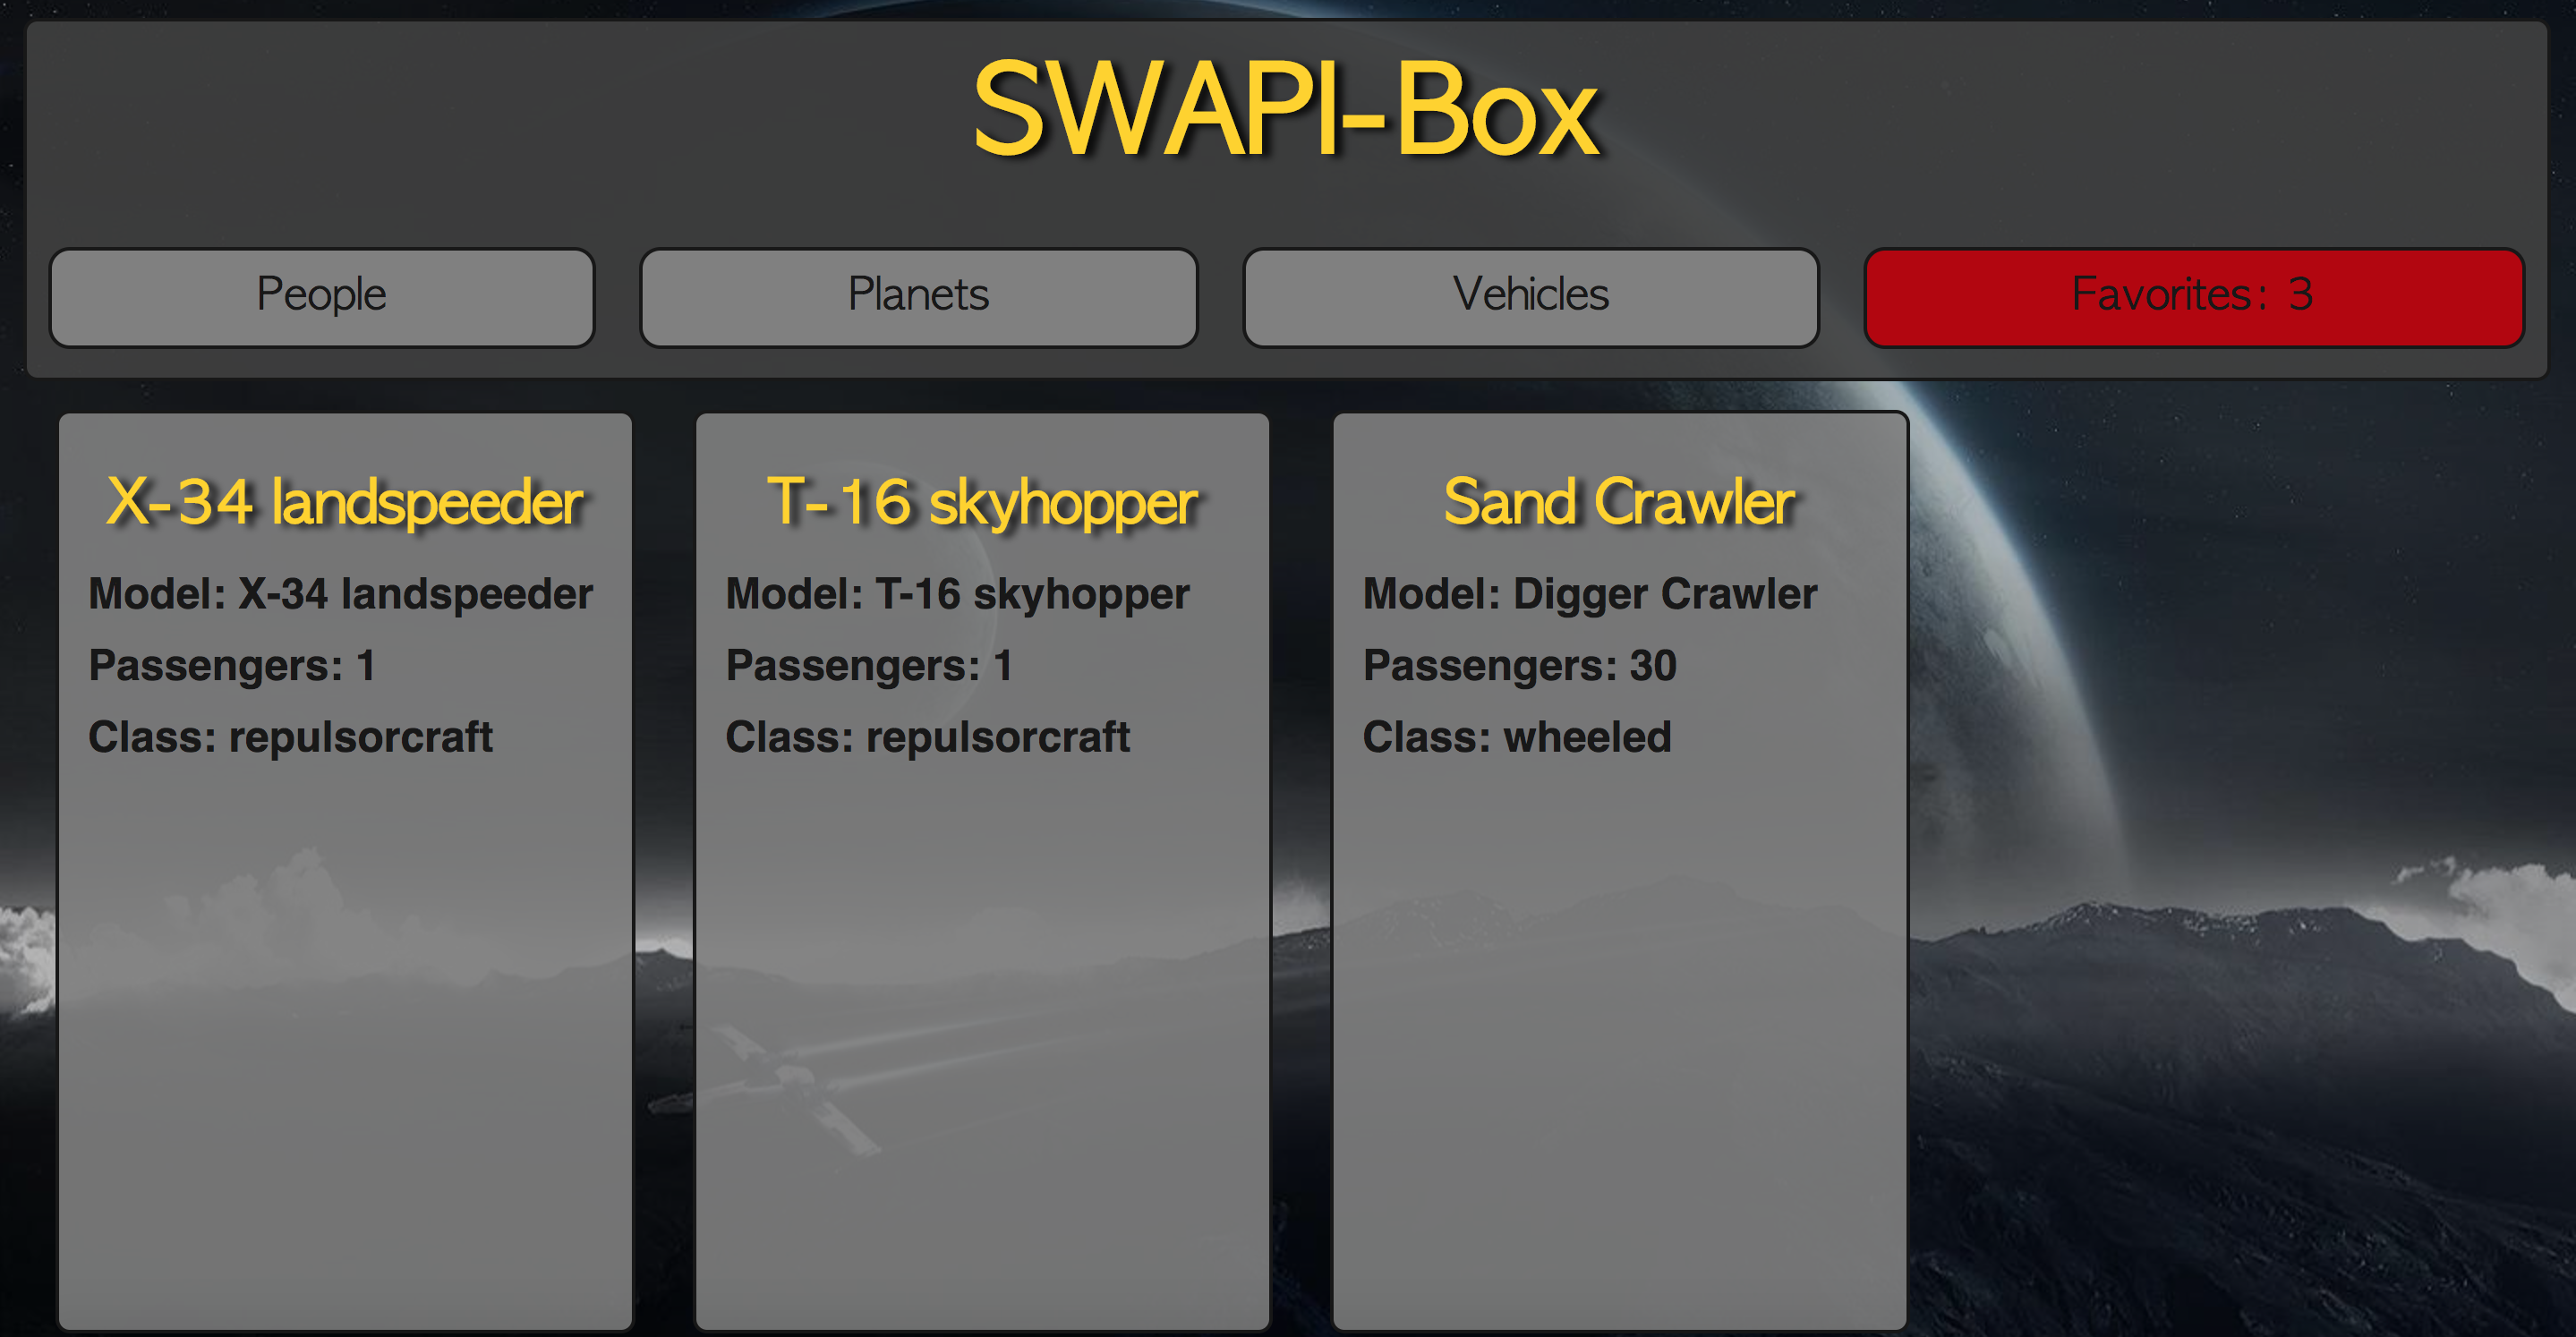 SWAPI-Box
People
Planets
Vehicles
Favorites: 3
X-34 landspeeder
Model: X-34 landspeeder
Passengers: 1
Class: repulsorcraft
T-16 skyhopper
Model: T-16 skyhopper
Passengers: 1
Class: repulsorcraft
Sand Crawler
Model: Digger Crawler
Passengers: 30
Class: wheeled